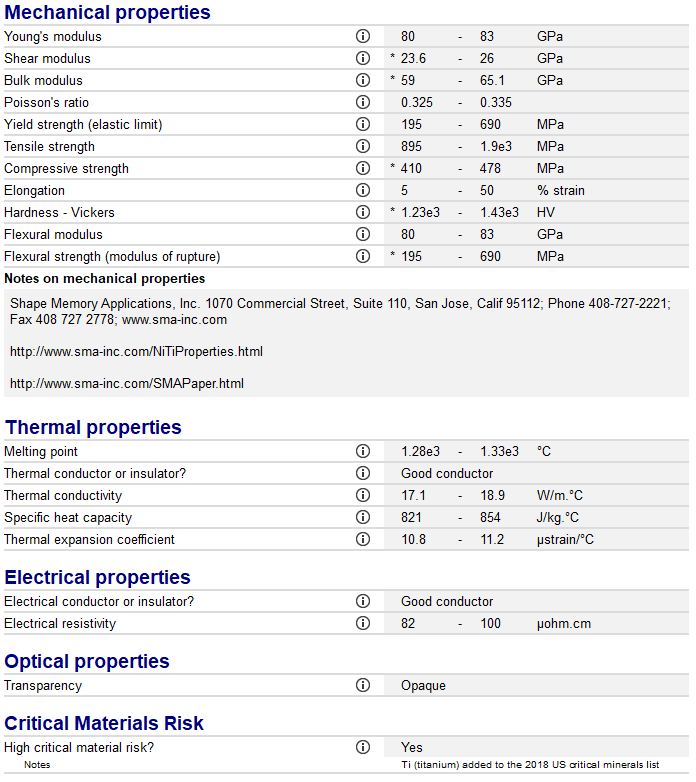 Mechanical properties
Young's modulus 80 - 83 GPa
Shear modulus * 23.6 - 26 GPa
Bulk modulus * 59 - 65.1 GPa
Poisson's ratio 0.325 - 0.335
Yield strength (elastic limit) 195 - 690 MPa
Tensile strength 895 - 1.9e3 MPa
Compressive strength * 410 - 478 MPa
Elongation 5 - 50 % strain
Hardness - Vickers * 1.23e3 - 1.43e3 HV
Flexural modulus 80 - 83 GPa
Flexural strength (modulus of rupture) * 195 - 690 MPa
Notes on mechanical properties
Shape Memory Applications, Inc. 1070 Commercial Street, Suite 110, San Jose, Calif 95112; Phone 408-727-2221;
Fax 408 727 2778; www.sma-inc.com
http://www.sma-inc.com/NiTiProperties.html
http://www.sma-inc.com/SMAPaper.html
Thermal properties
Melting point 1.28e3 - 1.33e3 °C
Thermal conductor or insulator? Good conductor
Thermal conductivity 17.1 - 18.9 W/m.°C
Specific heat capacity 821 - 854 J/kg.°C
Thermal expansion coefficient 10.8 - 11.2 µstrain/°C
Electrical properties
Electrical conductor or insulator? Good conductor
Electrical resistivity 82 - 100 µohm.cm
Optical properties
Transparency Opaque
Critical Materials Risk
High critical material risk? Yes
Notes Ti (titanium) added to the 2018 US critical minerals list